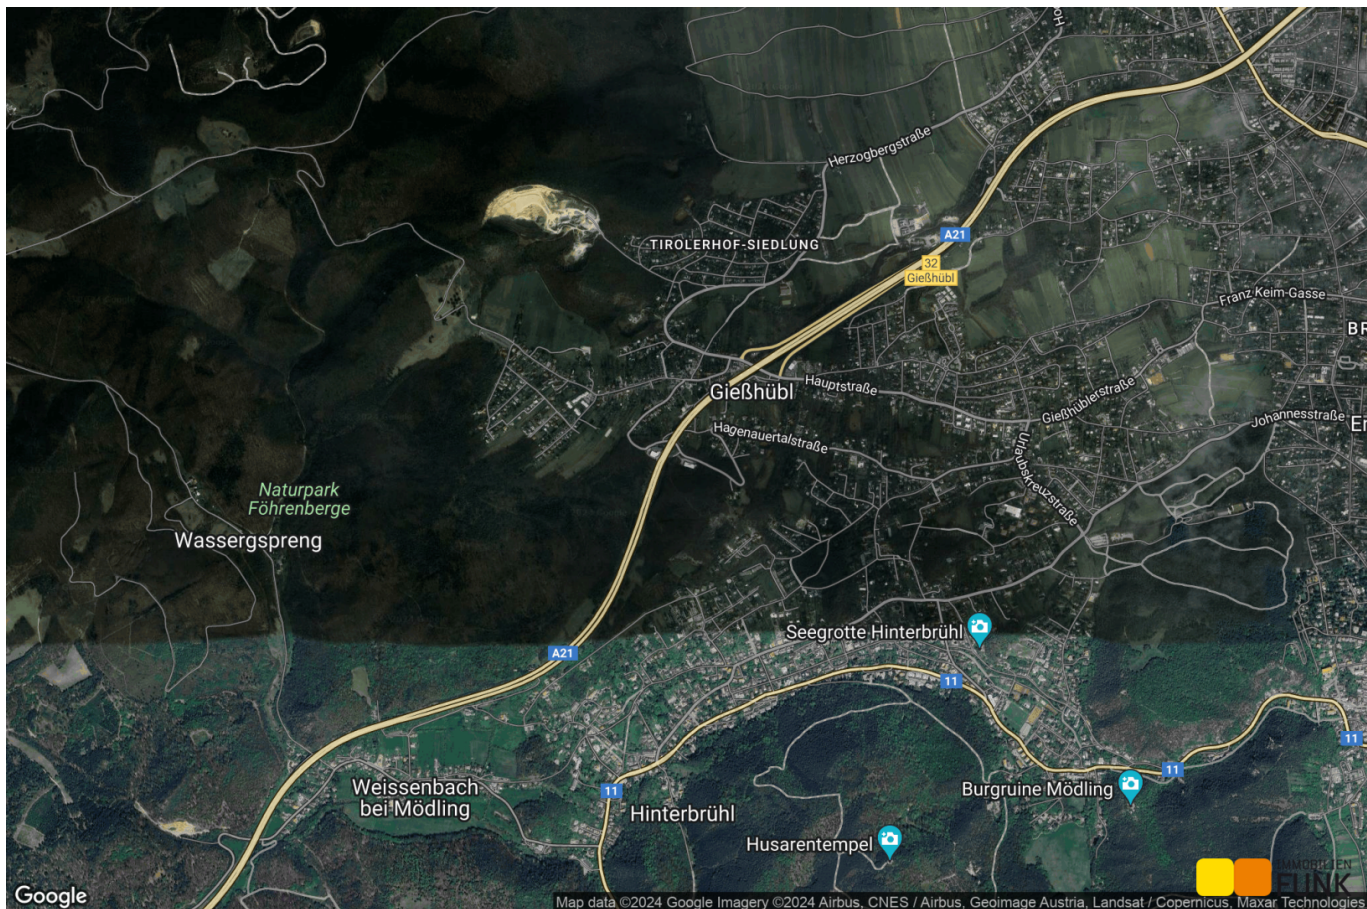 Ho
Herzogbergstraße
TIROLERHOF-SIEDLUNG
A21
32
Gießhübl
Franz Keim-Gasse
BR
Gießhübl
Hauptstraße
Gießhüblerstraße
Johannesstraße
Hagenauertalstraße
Urlaubskreuzstraße
Naturpark
Föhrenberge
Wassergspreng
Seegrotte Hinterbrühl
A21
11
11
11
Weissenbach
bei Mödling
11
Hinterbrühl
Burgruine Mödling
Husarentempel
IMMOBILIEN
FUNK
Google
Map data ©2024 Google Imagery ©2024 Airbus, CNES / Airbus, Geoimage Austria, Landsat / Copernicus, Maxar Technologies